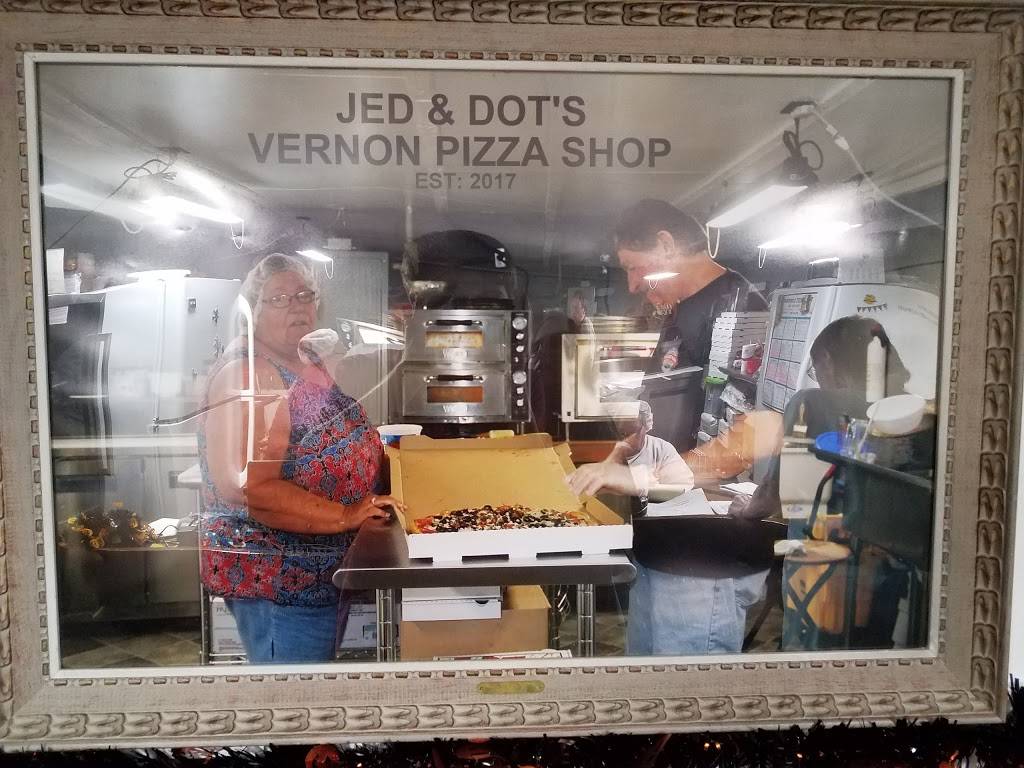 JED & DOT'S
VERNON PIZZA SHOP
EST: 2017